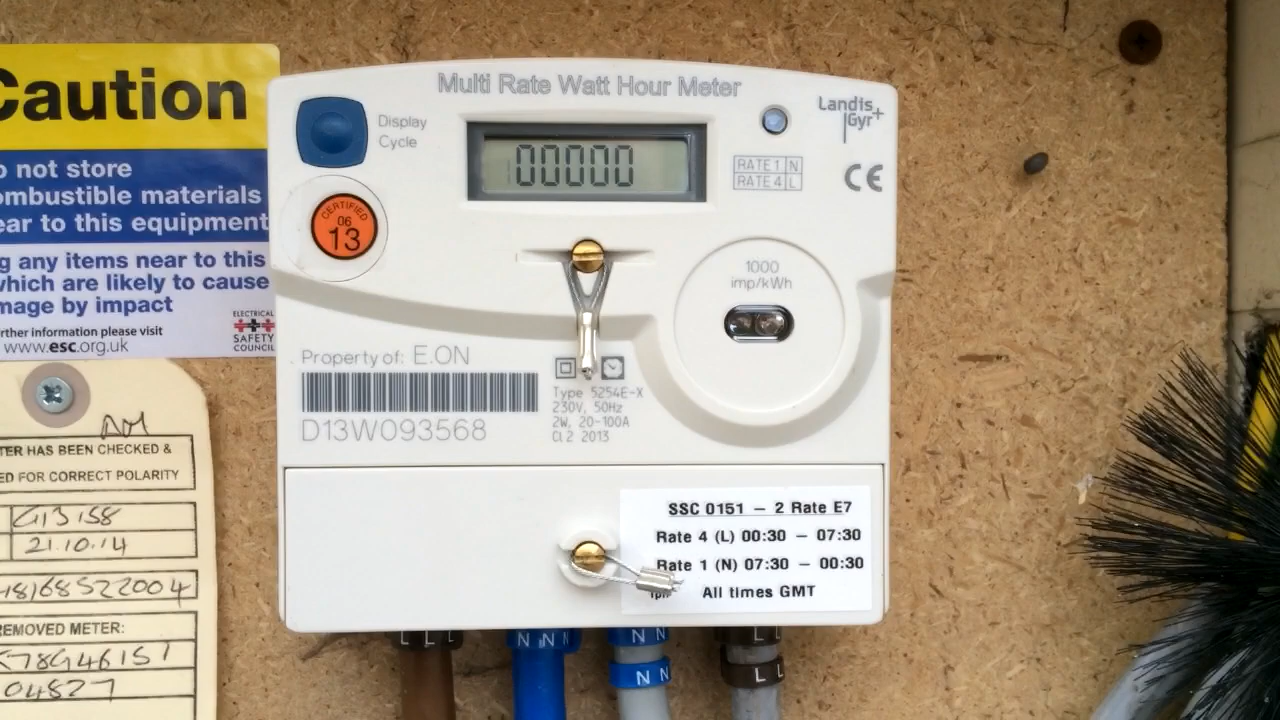 Caution
o not store
ombustible materials
ear to this equipment
g any items near to this
which are likely to cause
mage by impact
rther information please visit
www.esc.org.uk
ELECTRICAL
SAFETY
COUNCIL
TER HAS BEEN CHECKED &
ED FOR CORRECT POLARITY
21.10.14
48168522004
REMOVED METER:
K78G46151
04827
Multi Rate Watt Hour Meter
Display
Cycle
00000
Landis
Gyr+
RATE 1 N
RATE 4 L
CE
CERTIFIED
06
13
1000
imp/kWh
Property of: E.ON
D13W093568
Type 5254E-X
230V, 50Hz
2W, 20-100A
Cl.2 2013
SSC 0151 – 2 Rate E7
Rate 4 (L) 00:30 – 07:30
Rate 1 (N) 07:30 – 00:30
All times GMT
L L L
N N N
N N
L
N N
L L